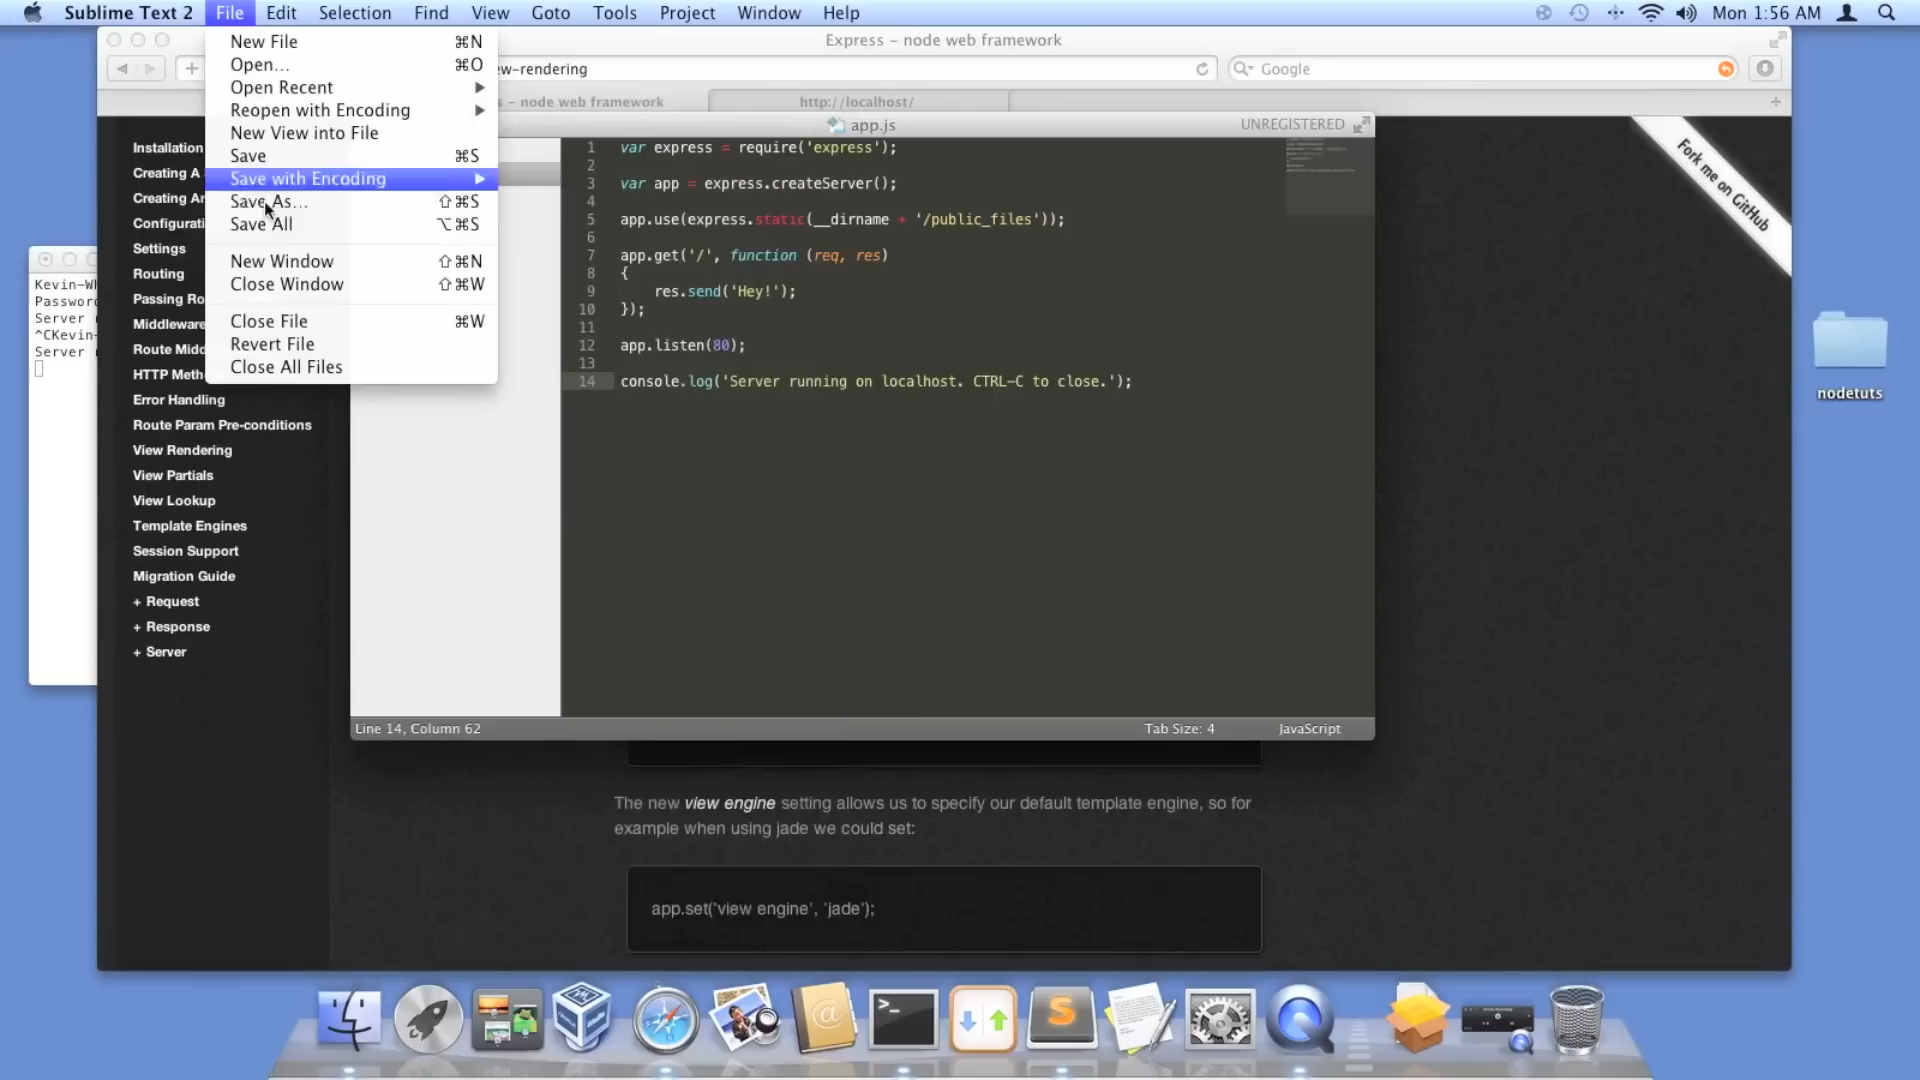 Sublime Text 2 File Edit Selection Find View Goto Tools Project Window Help Mon 1:56 AM
Express – node web framework
ew-rendering Google
s – node web framework http://localhost/
New File ⌘N
Open... ⌘O
Open Recent
Reopen with Encoding
New View into File
Save ⌘S
Save with Encoding
Save As... ⇧⌘S
Save All ⌥⌘S
New Window ⇧⌘N
Close Window ⇧⌘W
Close File ⌘W
Revert File
Close All Files
app.js UNREGISTERED
1 var express = require('express');
2
3 var app = express.createServer();
4
5 app.use(express.static(__dirname + '/public_files'));
6
7 app.get('/', function (req, res)
8 {
9 res.send('Hey!');
10 });
11
12 app.listen(80);
13
14 console.log('Server running on localhost. CTRL-C to close.');
Line 14, Column 62 Tab Size: 4 JavaScript
Fork me on GitHub
Installation
Creating A
Creating An
Configurati
Settings
Routing
Passing Ro
Middleware
Route Midd
HTTP Meth
Error Handling
Route Param Pre-conditions
View Rendering
View Partials
View Lookup
Template Engines
Session Support
Migration Guide
+ Request
+ Response
+ Server
Kevin-Wh
Password
Server r
^CKevin-
Server r
nodetuts
The new view engine setting allows us to specify our default template engine, so for
example when using jade we could set:
app.set('view engine', 'jade');